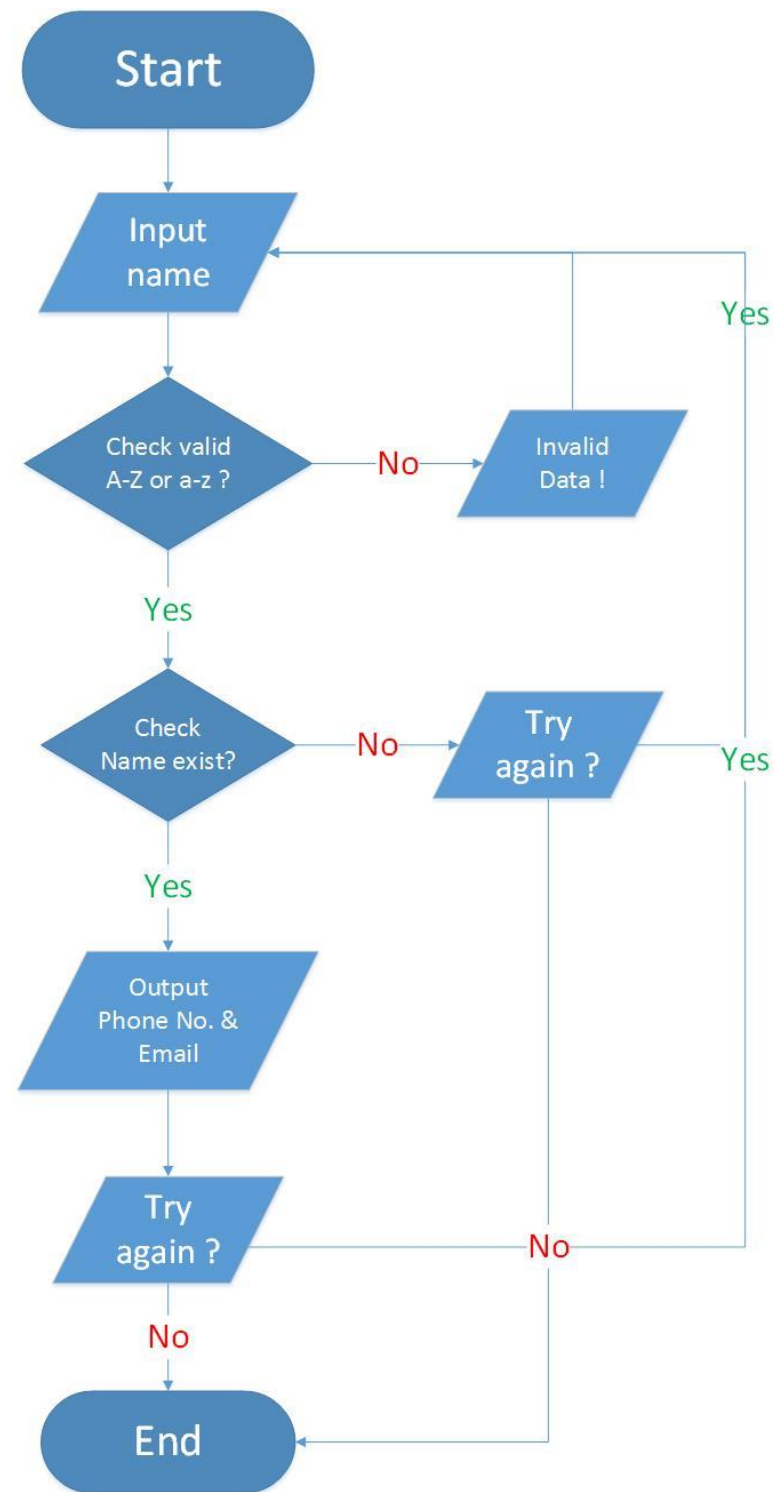 Start
Input
name
Yes
Check valid
A-Z or a-z ?
No
Invalid
Data !
Yes
Check
Name exist?
No
Try
again ?
Yes
Yes
Output
Phone No. &
Email
Try
again ?
No
No
End